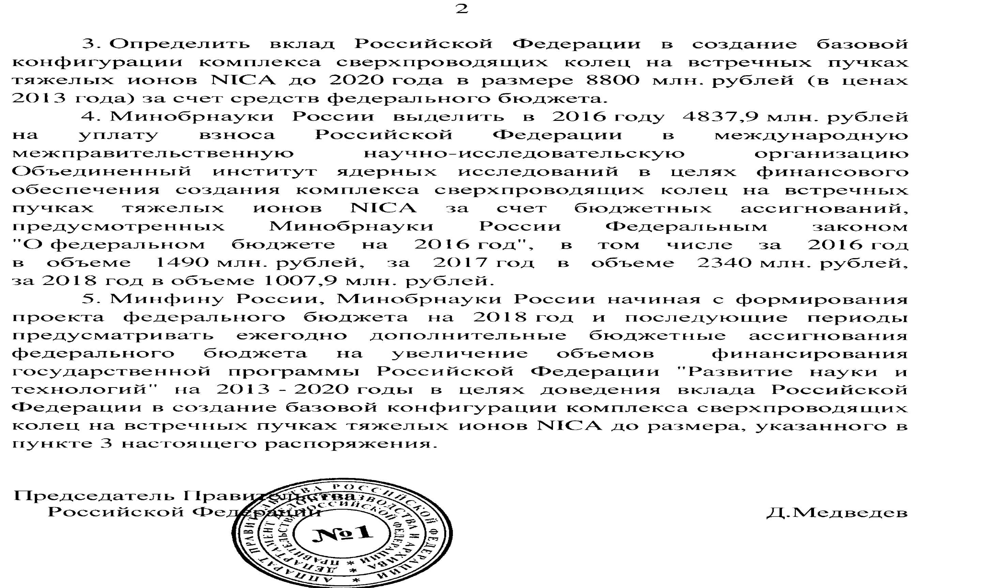 2
3. Определить вклад Российской Федерации в создание базовой
конфигурации комплекса сверхпроводящих колец на встречных пучках
тяжелых ионов NICA до 2020 года в размере 8800 млн. рублей (в ценах
2013 года) за счет средств федерального бюджета.
4. Минобрнауки России выделить в 2016 году 4837,9 млн. рублей
на уплату взноса Российской Федерации в международную
межправительственную научно-исследовательскую организацию
Объединенный институт ядерных исследований в целях финансового
обеспечения создания комплекса сверхпроводящих колец на встречных
пучках тяжелых ионов NICA за счет бюджетных ассигнований,
предусмотренных Минобрнауки России Федеральным законом
"О федеральном бюджете на 2016 год", в том числе за 2016 год
в объеме 1490 млн. рублей, за 2017 год в объеме 2340 млн. рублей,
за 2018 год в объеме 1007,9 млн. рублей.
5. Минфину России, Минобрнауки России начиная с формирования
проекта федерального бюджета на 2018 год и последующие периоды
предусматривать ежегодно дополнительные бюджетные ассигнования
федерального бюджета на увеличение объемов финансирования
государственной программы Российской Федерации "Развитие науки и
технологий" на 2013 - 2020 годы в целях доведения вклада Российской
Федерации в создание базовой конфигурации комплекса сверхпроводящих
колец на встречных пучках тяжелых ионов NICA до размера, указанного в
пункте 3 настоящего распоряжения.
Председатель Правительства
Российской Федерации
Д.Медведев
АППАРАТ ПРАВИТЕЛЬСТВА РОССИЙСКОЙ ФЕДЕРАЦИИ *
ДЕПАРТАМЕНТ ДЕЛОПРОИЗВОДСТВА И АРХИВА *
ПРАВИТЕЛЬСТВА РОССИЙСКОЙ ФЕДЕРАЦИИ *
№1